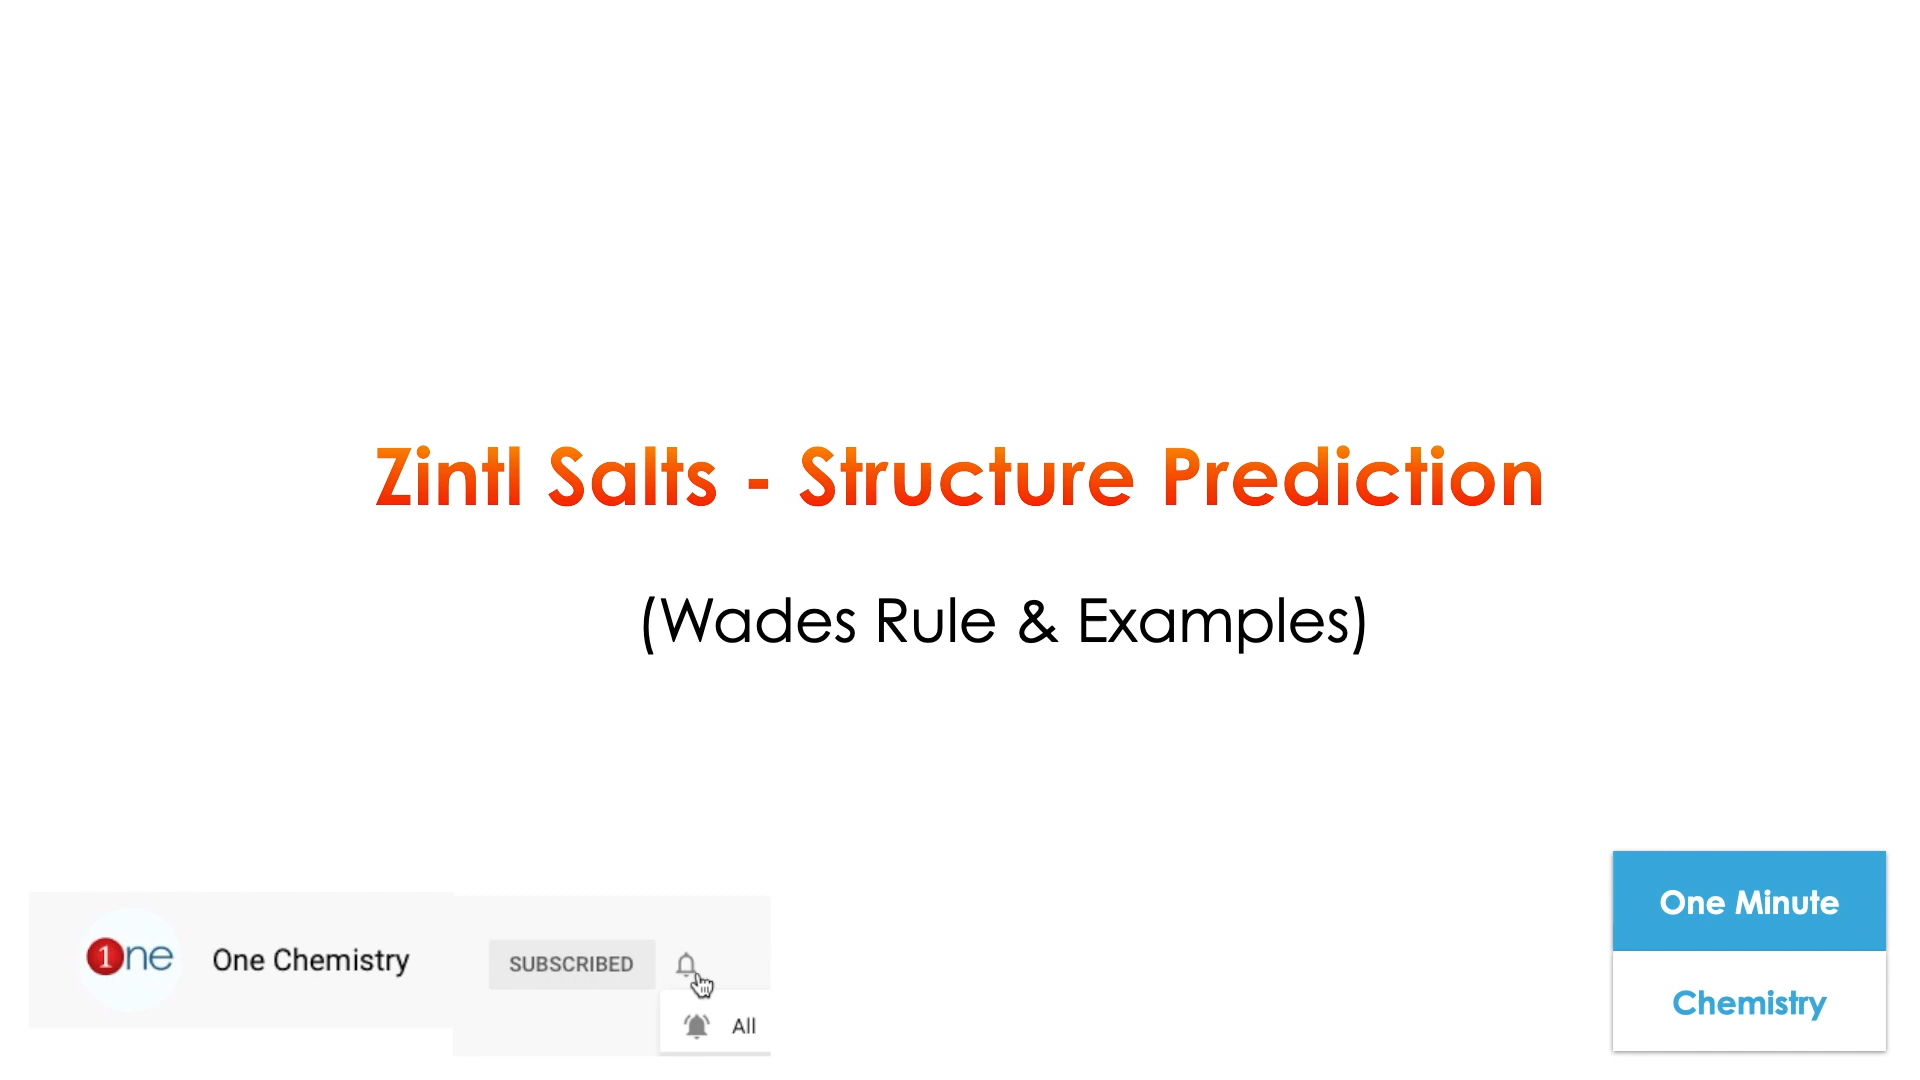 Zintl Salts - Structure Prediction
(Wades Rule & Examples)
One Minute
Chemistry
1ne One Chemistry SUBSCRIBED
All